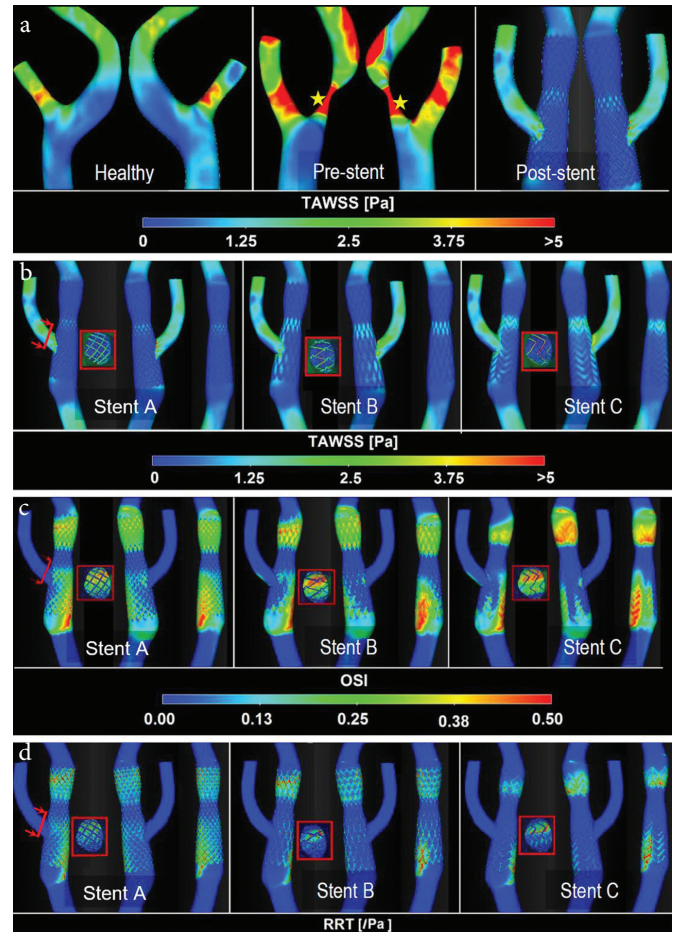 a
Healthy Pre-stent Post-stent
TAWSS [Pa]
0 1.25 2.5 3.75 >5
b
Stent A Stent B Stent C
TAWSS [Pa]
0 1.25 2.5 3.75 >5
c
Stent A Stent B Stent C
OSI
0.00 0.13 0.25 0.38 0.50
d
Stent A Stent B Stent C
RRT [/Pa]